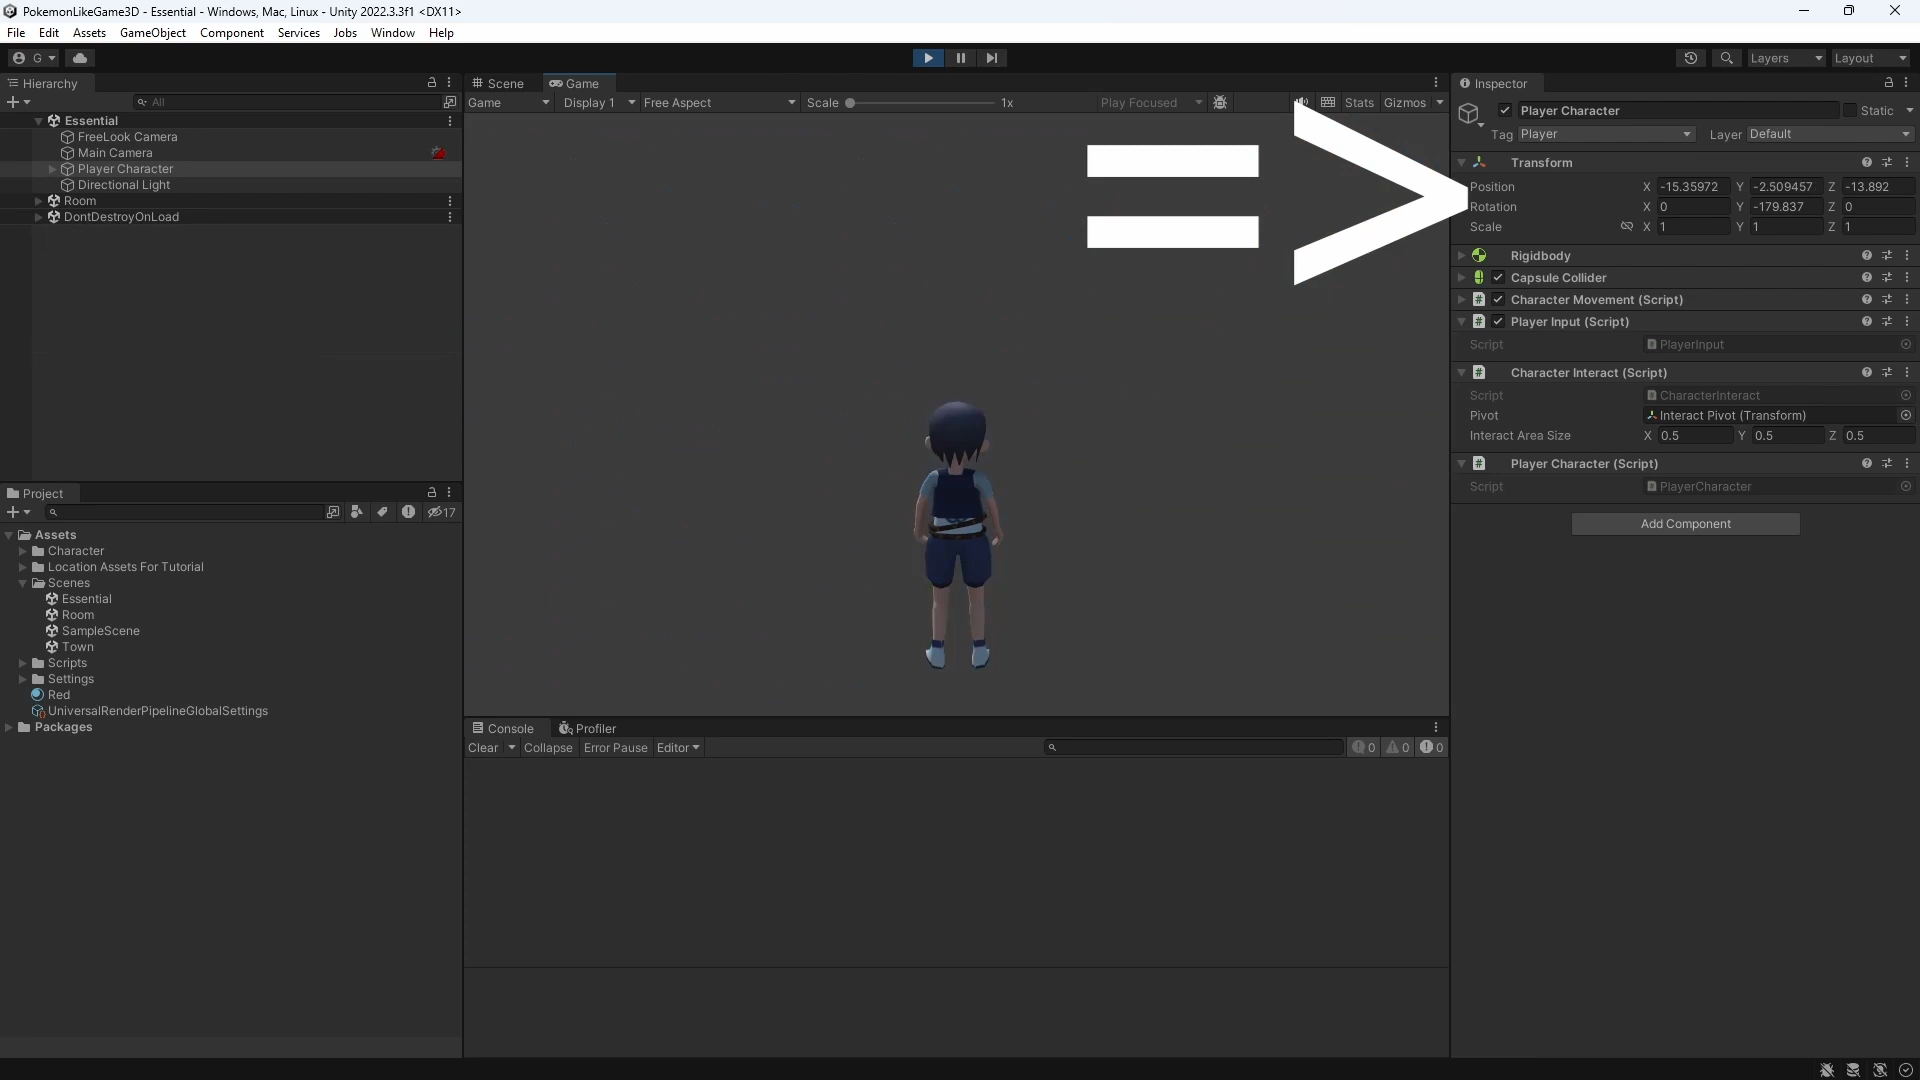 PokemonLikeGame3D - Essential - Windows, Mac, Linux - Unity 2022.3.3f1 <DX11>
File Edit Assets GameObject Component Services Jobs Window Help
G
Layers
Layout
Hierarchy
All
Essential
FreeLook Camera
Main Camera
Player Character
Directional Light
Room
DontDestroyOnLoad
Scene Game
Game Display 1 Free Aspect Scale 1x Play Focused Stats Gizmos
=>
Inspector
Player Character Static
Tag Player Layer Default
Transform
Position X -15.35972 Y -2.509457 Z -13.892
Rotation X 0 Y -179.837 Z 0
Scale X 1 Y 1 Z 1
Rigidbody
Capsule Collider
Character Movement (Script)
Player Input (Script)
Script PlayerInput
Character Interact (Script)
Script CharacterInteract
Pivot Interact Pivot (Transform)
Interact Area Size X 0.5 Y 0.5 Z 0.5
Player Character (Script)
Script PlayerCharacter
Add Component
Project
17
Assets
Character
Location Assets For Tutorial
Scenes
Essential
Room
SampleScene
Town
Scripts
Settings
Red
UniversalRenderPipelineGlobalSettings
Packages
Console Profiler
Clear Collapse Error Pause Editor 0 0 0